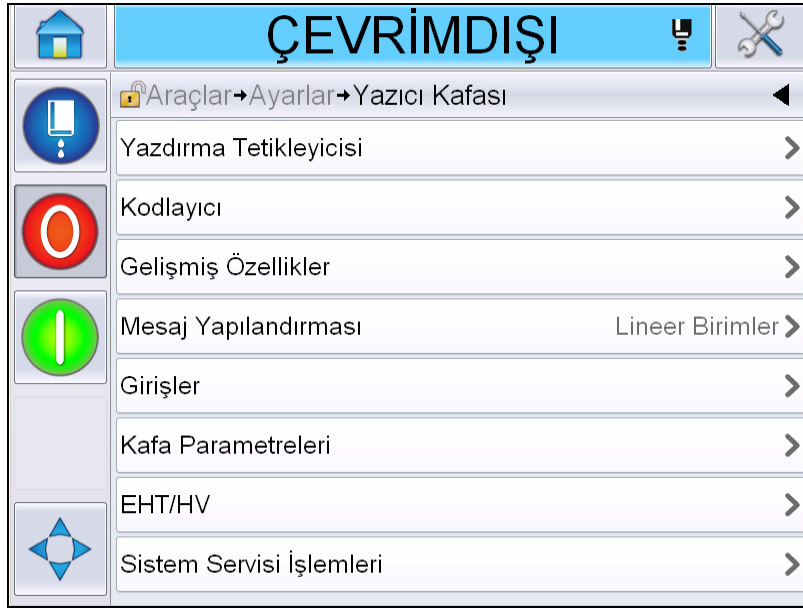 ÇEVRİMDIŞI
Araçlar→Ayarlar→Yazıcı Kafası
Yazdırma Tetikleyicisi
Kodlayıcı
Gelişmiş Özellikler
Mesaj Yapılandırması Lineer Birimler
Girişler
Kafa Parametreleri
EHT/HV
Sistem Servisi İşlemleri